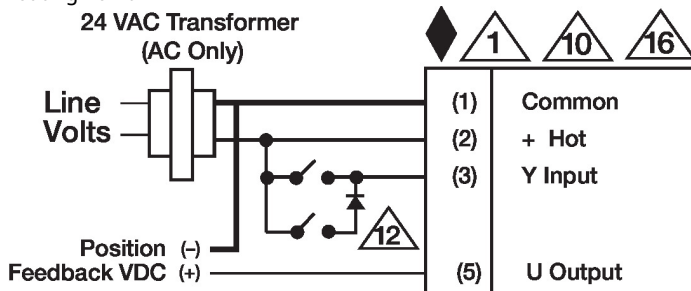 24 VAC Transformer
(AC Only)
1 10 16
Line
Volts
(1) Common
(2) + Hot
(3) Y Input
12
Position (-)
Feedback VDC (+)
(5) U Output